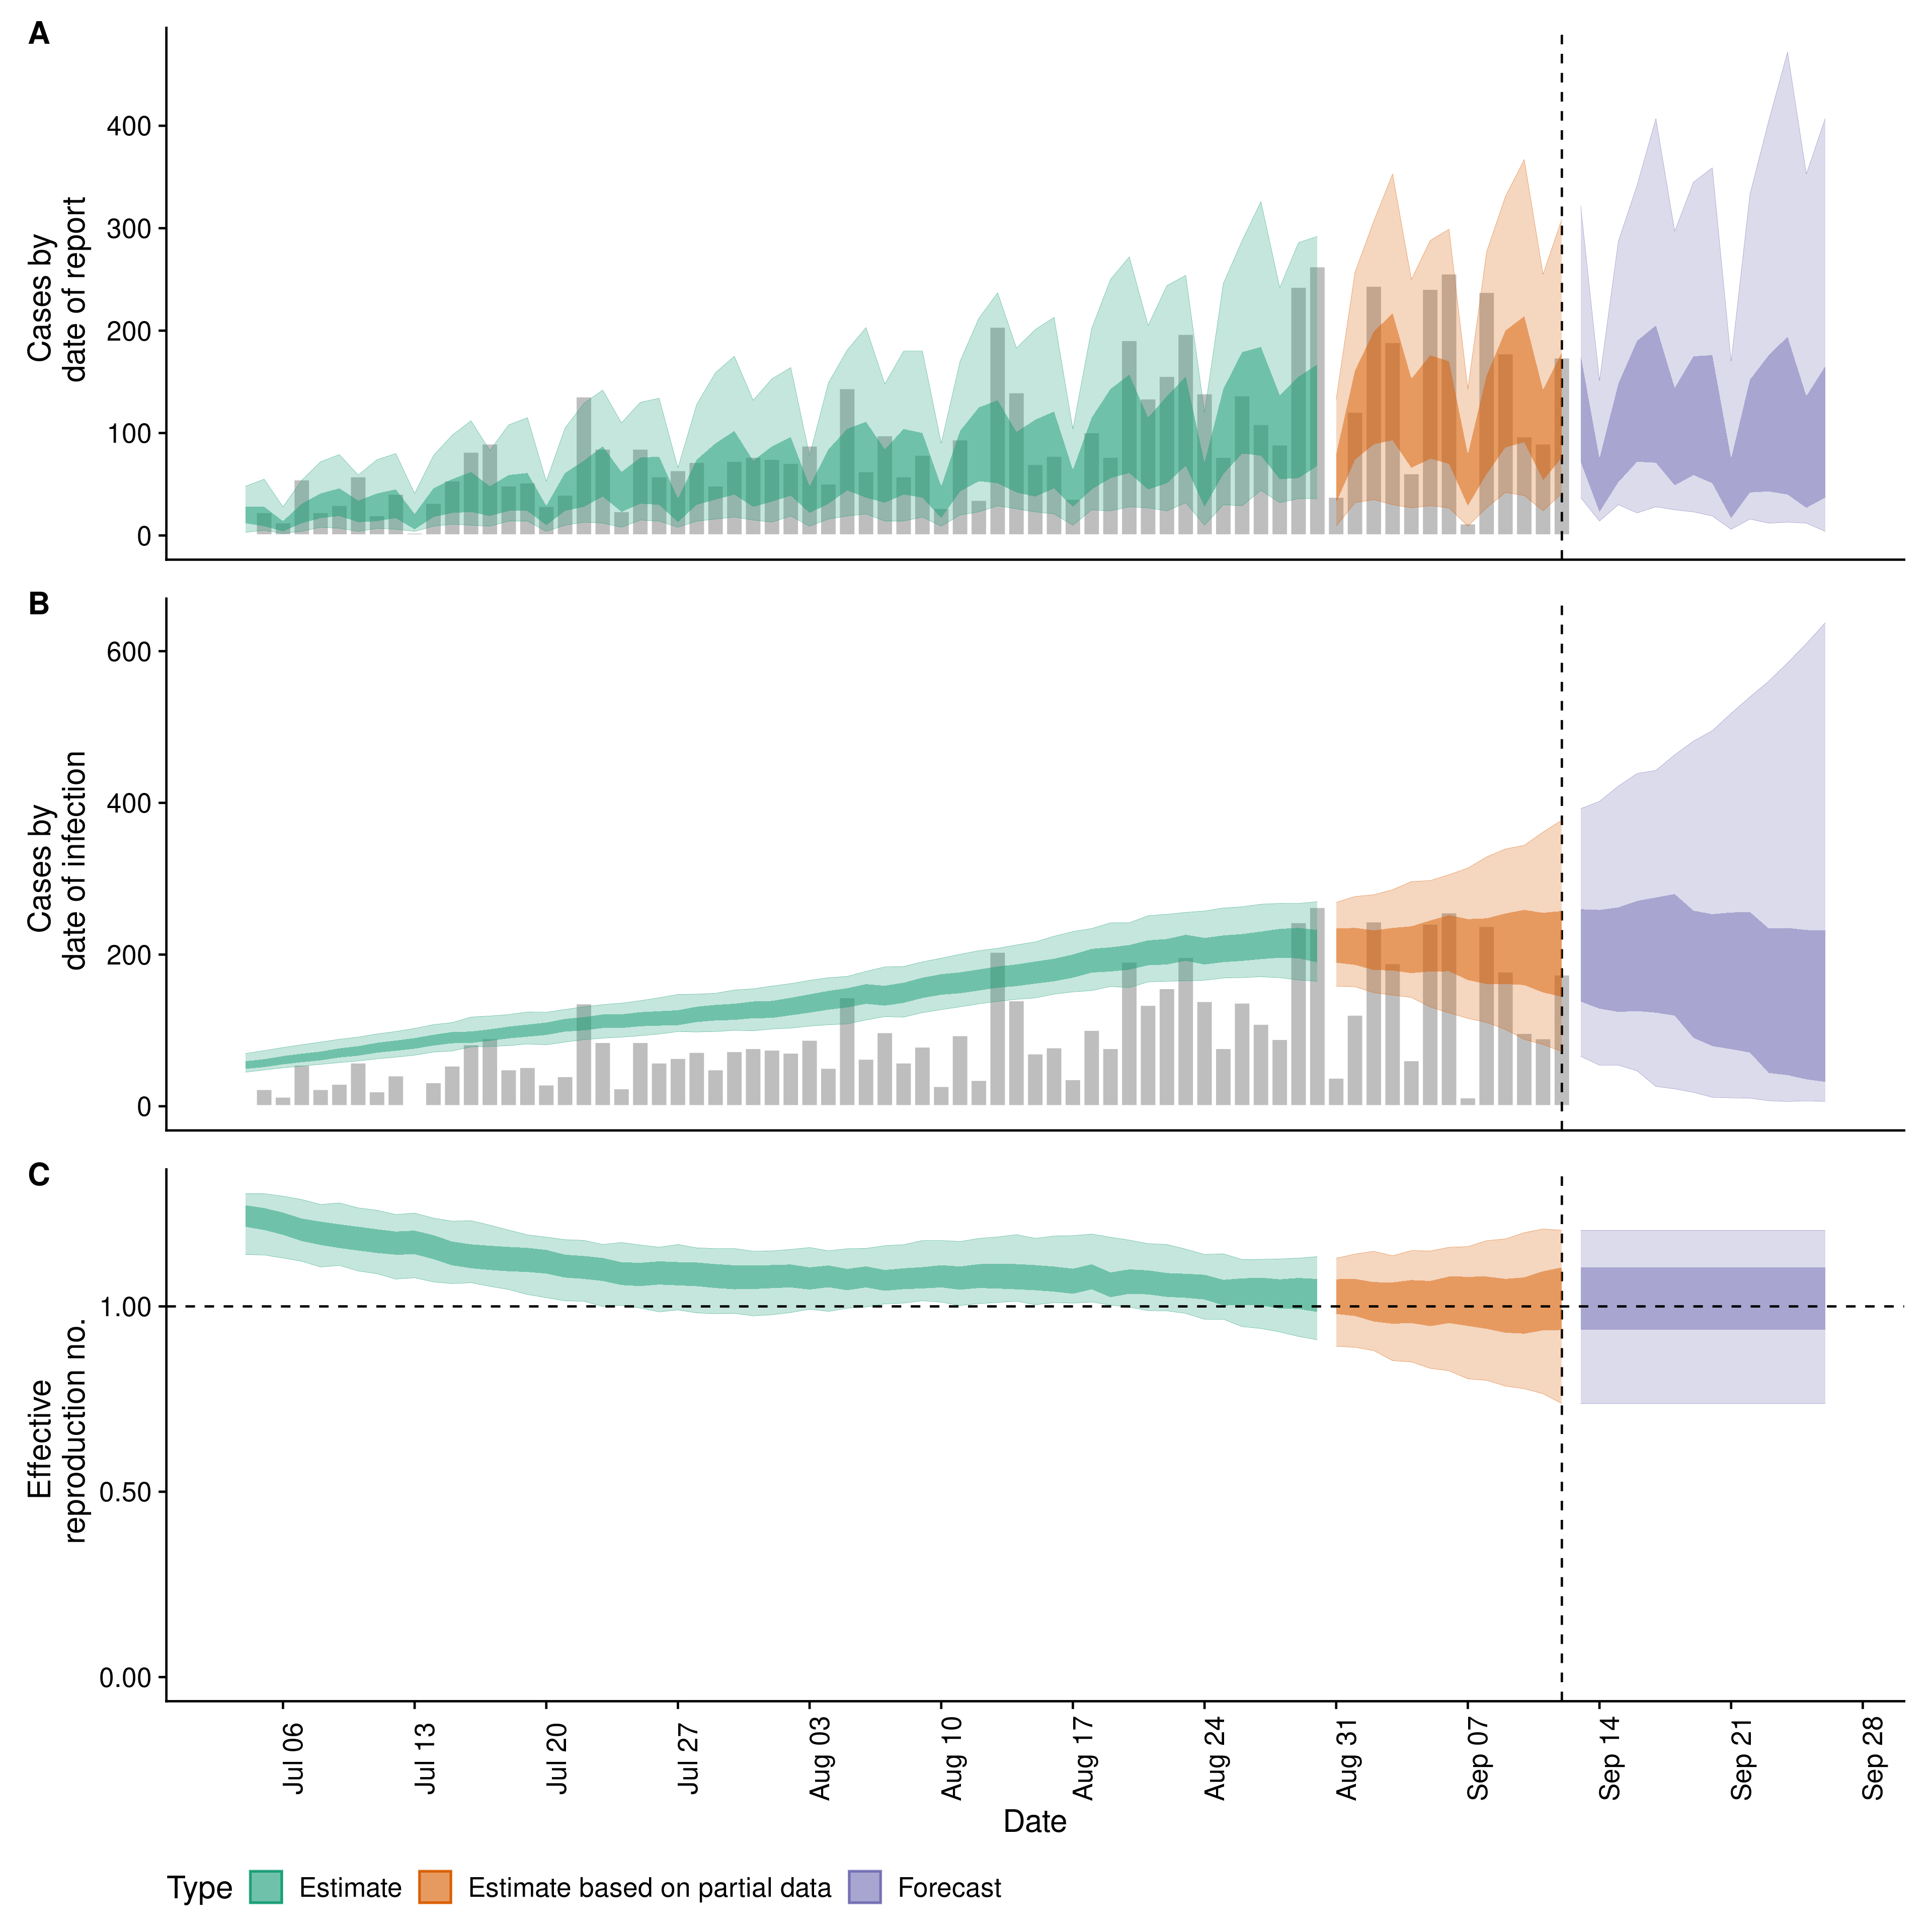 A
Cases by
date of report
400
300
200
100
0
B
Cases by
date of infection
600
400
200
0
C
Effective
reproduction no.
1.00
0.50
0.00
Jul 06
Jul 13
Jul 20
Jul 27
Aug 03
Aug 10
Aug 17
Aug 24
Aug 31
Sep 07
Sep 14
Sep 21
Sep 28
Date
Type Estimate Estimate based on partial data Forecast